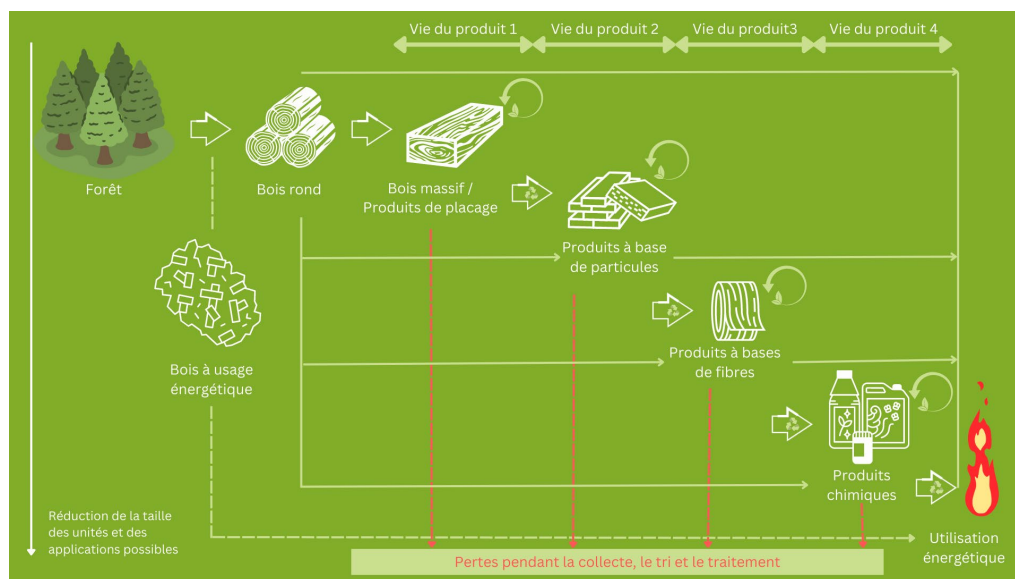 Vie du produit 1
Vie du produit 2
Vie du produit3
Vie du produit 4
Forêt
Bois rond
Bois massif /
Produits de placage
Produits à base
de particules
Bois à usage
énergétique
Produits à bases
de fibres
Produits
chimiques
Réduction de la taille
des unités et des
applications possibles
Utilisation
énergétique
Pertes pendant la collecte, le tri et le traitement